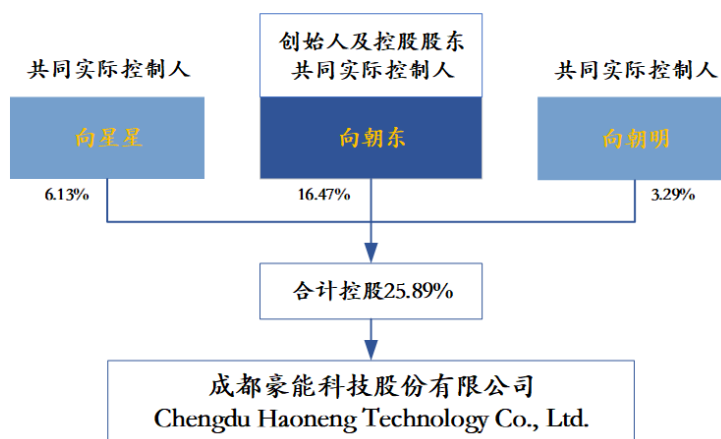 创始人及控股股东
共同实际控制人
共同实际控制人
共同实际控制人
向星星
向朝东
向朝明
6.13%
16.47%
3.29%
合计控股25.89%
成都豪能科技股份有限公司
Chengdu Haoneng Technology Co., Ltd.